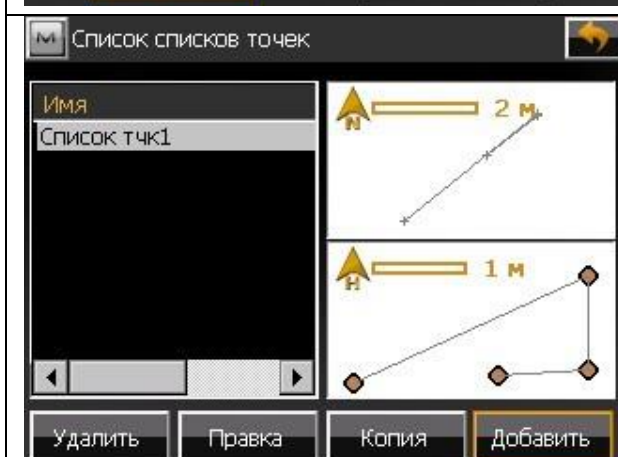 Список списков точек
Имя
Список тчк1
N
2 м
H
1 м
Удалить
Правка
Копия
Добавить